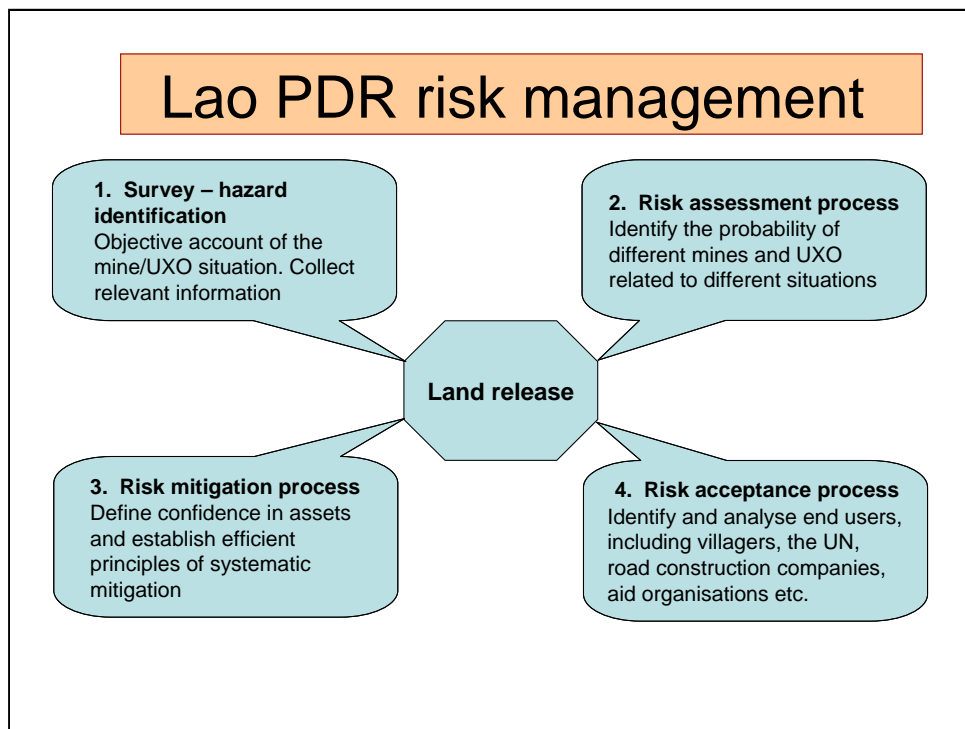 Lao PDR risk management
1.  Survey – hazard
identification
Objective account of the
mine/UXO situation. Collect
relevant information
2.  Risk assessment process
Identify the probability of
different mines and UXO
related to different situations
Land release
3.  Risk mitigation process
Define confidence in assets
and establish efficient
principles of systematic
mitigation
4.  Risk acceptance process
Identify and analyse end users,
including villagers, the UN,
road construction companies,
aid organisations etc.